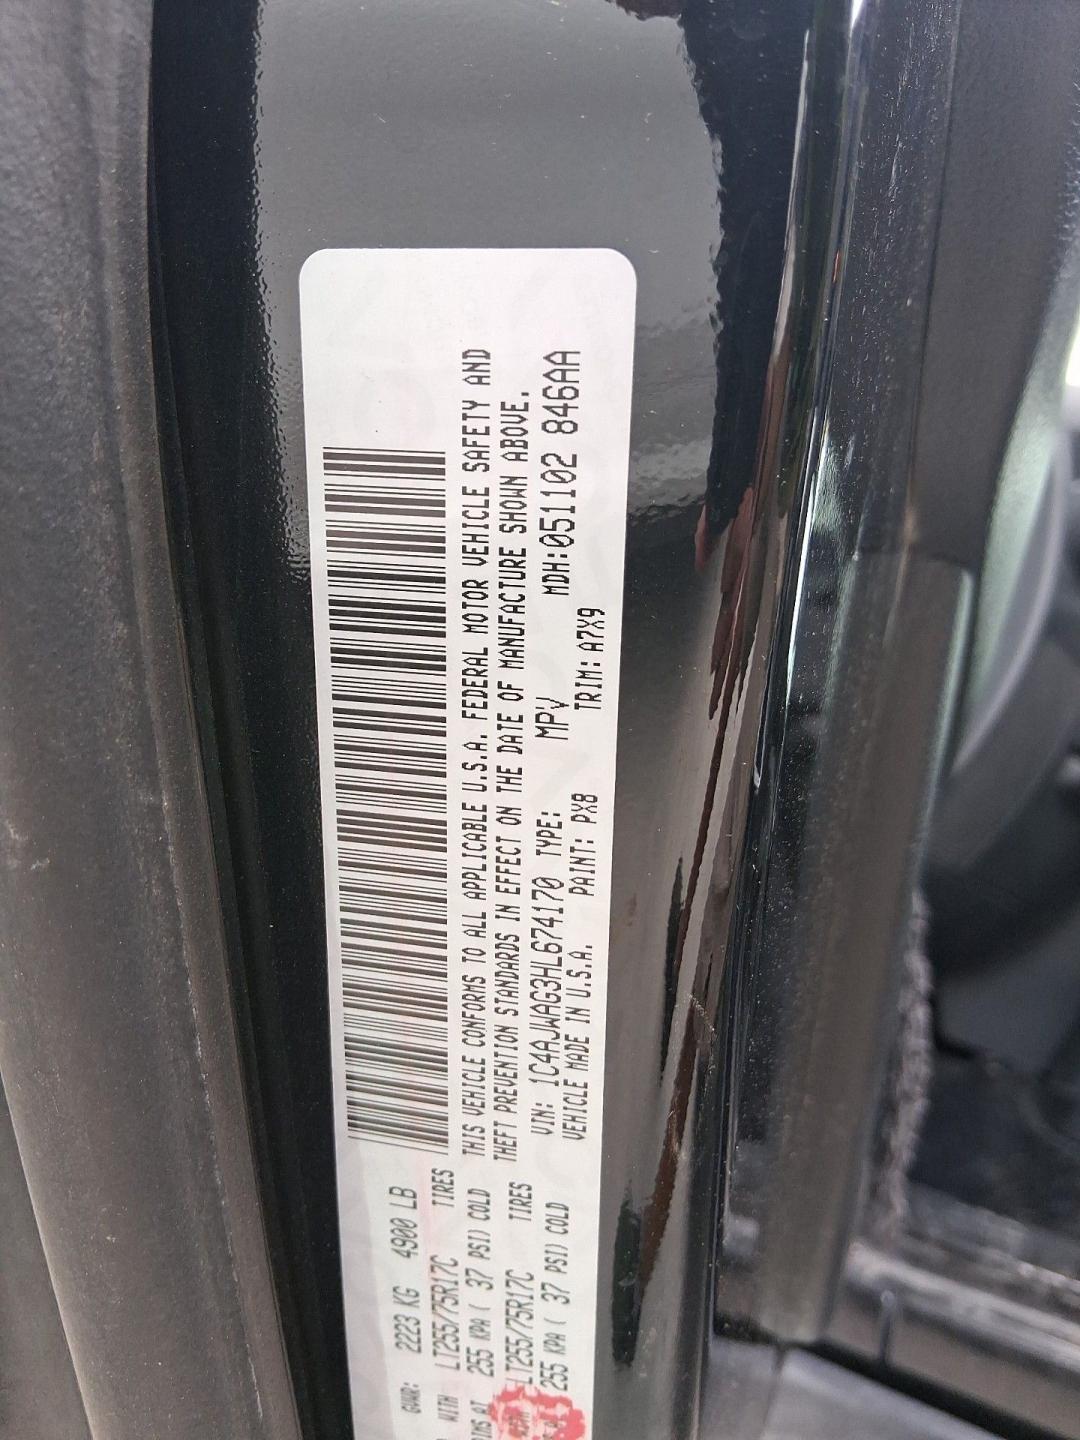 GVWR: 2223 KG 4900 LB
WITH LT255/75R17C TIRES
AT 255 KPA ( 37 PSI) COLD
LT255/75R17C TIRES
255 KPA ( 37 PSI) COLD
THIS VEHICLE CONFORMS TO ALL APPLICABLE U.S.A. FEDERAL MOTOR VEHICLE SAFETY AND
THEFT PREVENTION STANDARDS IN EFFECT ON THE DATE OF MANUFACTURE SHOWN ABOVE.
VIN: 1C4AJWAG3HL674170 TYPE: MPV MDH:051102 846AA
VEHICLE MADE IN U.S.A. PAINT: PX8 TRIM: A7X9